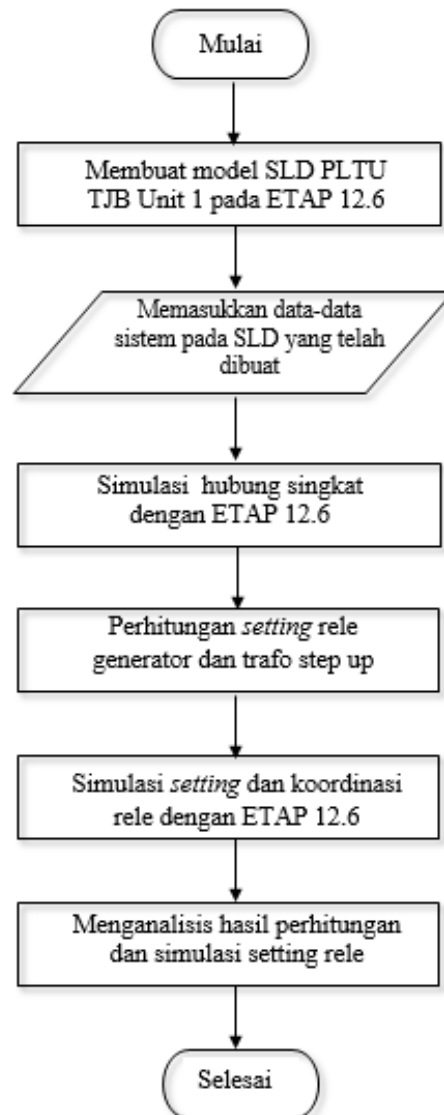 Mulai
Membuat model SLD PLTU
TJB Unit 1 pada ETAP 12.6
Memasukkan data-data
sistem pada SLD yang telah
dibuat
Simulasi hubung singkat
dengan ETAP 12.6
Perhitungan setting rele
generator dan trafo step up
Simulasi setting dan koordinasi
rele dengan ETAP 12.6
Menganalisis hasil perhitungan
dan simulasi setting rele
Selesai